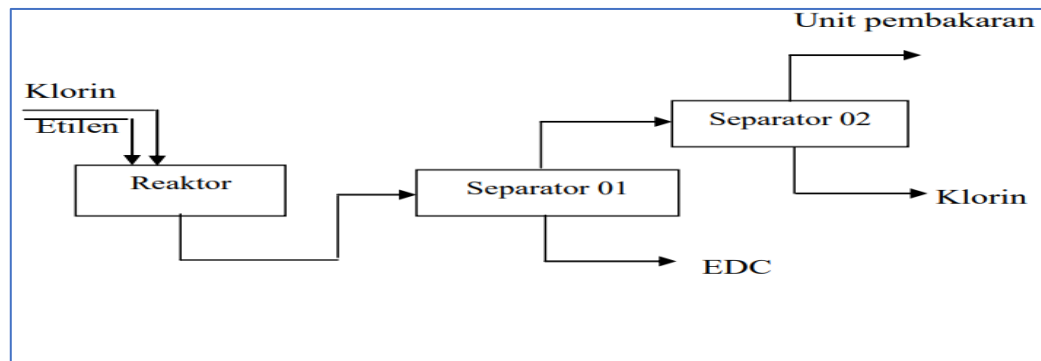 Unit pembakaran
Klorin
Etilen
Separator 02
Reaktor
Separator 01
Klorin
EDC